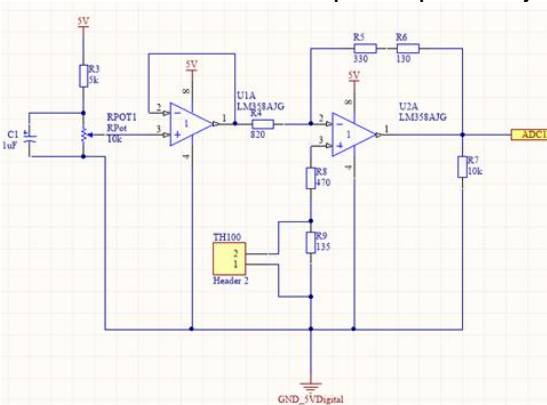 5V
R3
5k
C1
1uF
RPOT1
RPot
10k
5V
8
U1A
LM358AJG
2
1
1
3
4
R4
820
R5
330
R6
130
5V
8
U2A
LM358AJG
2
1
1
3
4
ADC1
R7
10k
R8
470
R9
135
TH100
2
1
Header 2
GND_5VDigital